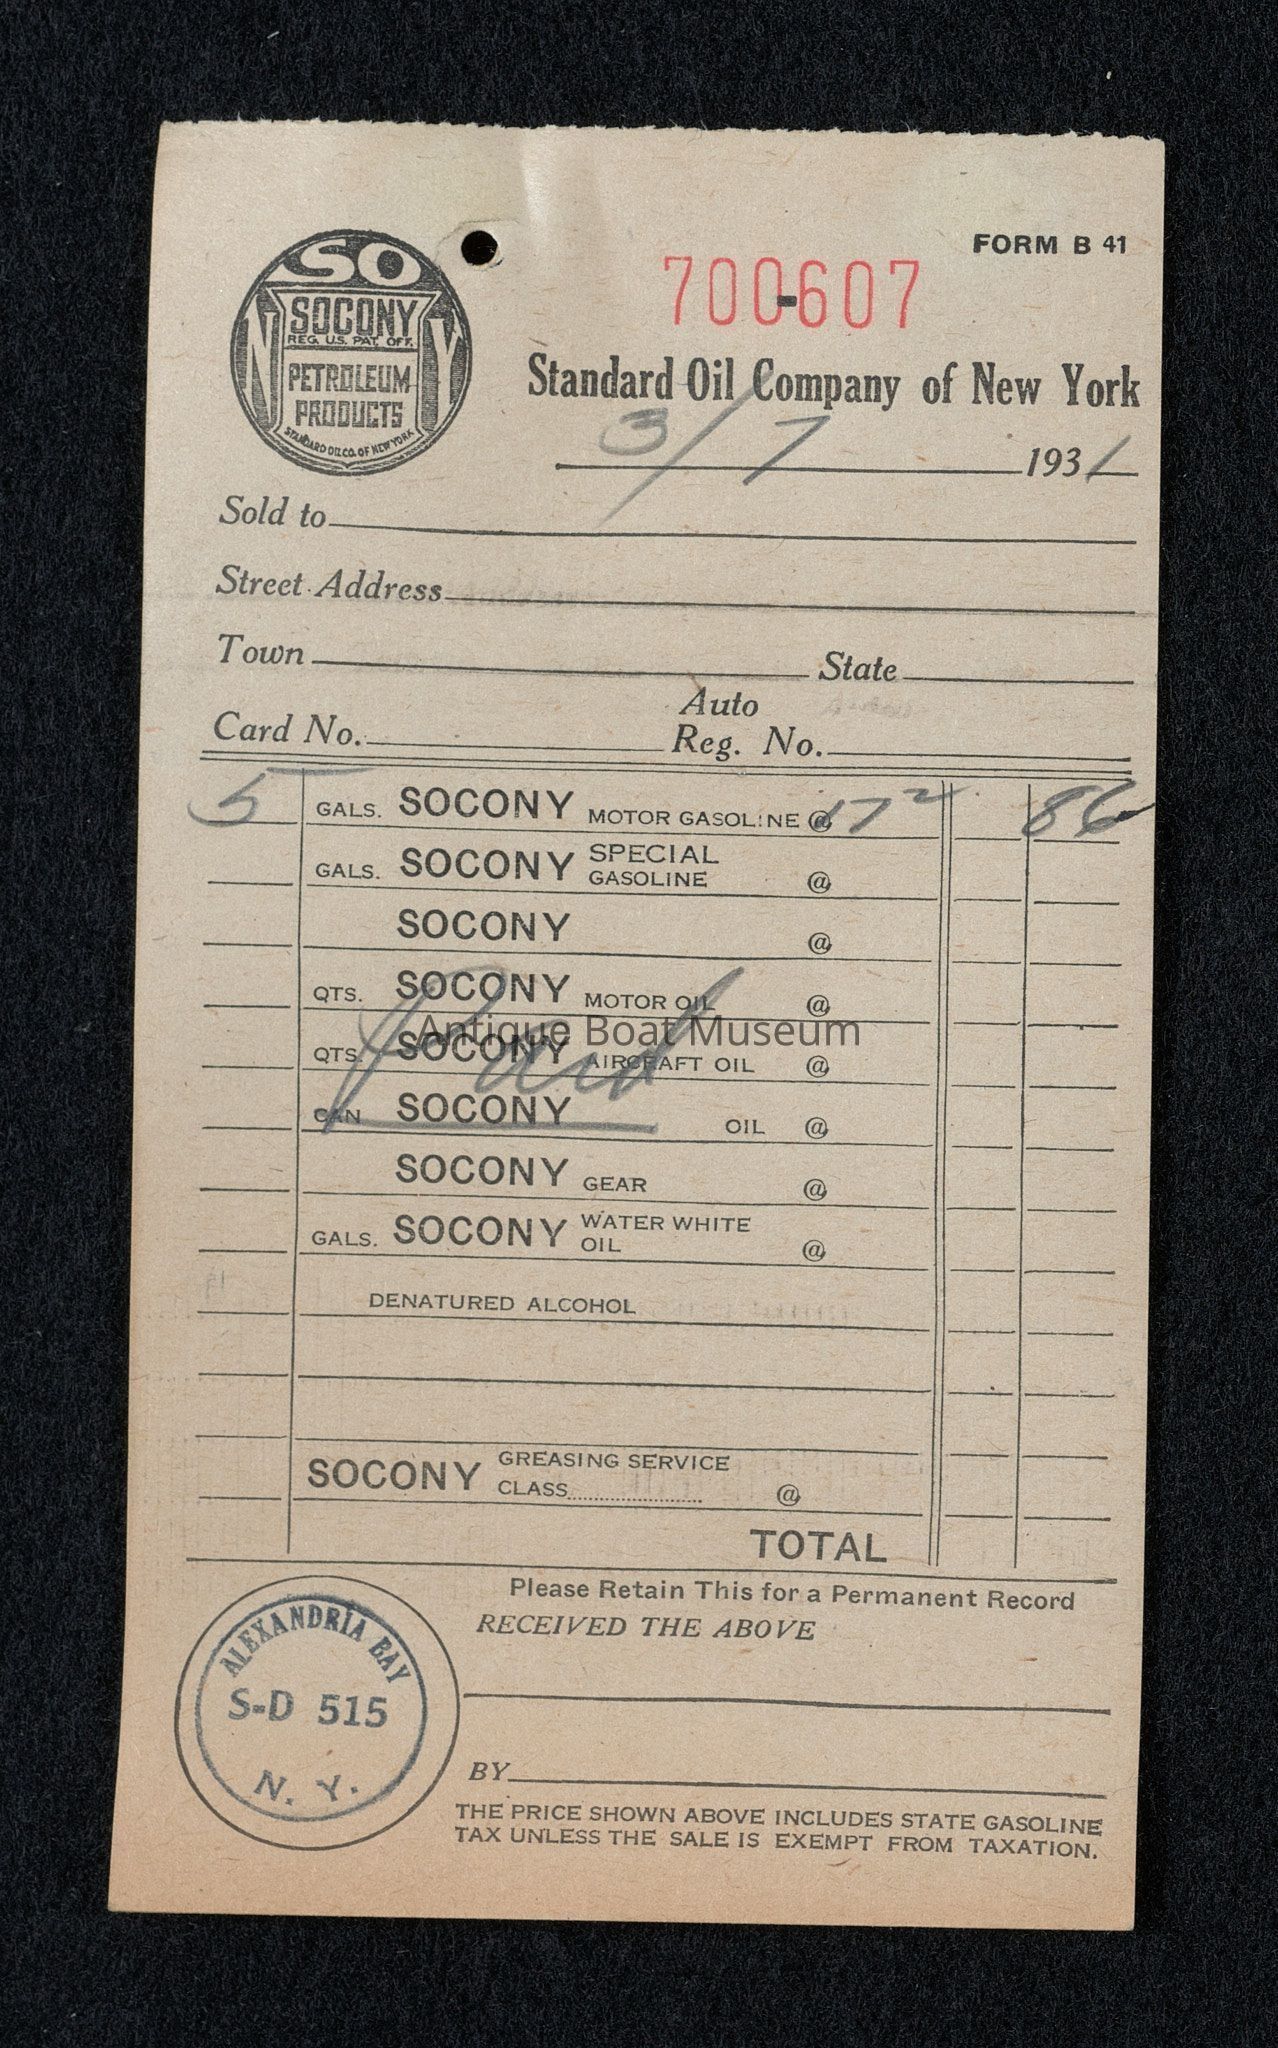 FORM B 41
SO
N SOCONY Y
REG. U.S. PAT. OFF.
PETROLEUM
PRODUCTS
STANDARD OIL CO. OF NEW YORK
700-607
Standard Oil Company of New York
3/7 1931
Sold to
Street Address
Town State
Auto
Card No. Reg. No.
5 GALS. SOCONY MOTOR GASOLINE @ 17 2 86
GALS. SOCONY SPECIAL GASOLINE @
SOCONY @
QTS. SOCONY MOTOR OIL @
Antique Boat Museum
QTS. SOCONY AIRCRAFT OIL @
Paid
CAN SOCONY OIL @
SOCONY GEAR @
GALS. SOCONY WATER WHITE OIL @
DENATURED ALCOHOL
SOCONY GREASING SERVICE
CLASS @
TOTAL
Please Retain This for a Permanent Record
RECEIVED THE ABOVE
ALEXANDRIA BAY
S-D 515
N. Y.
BY
THE PRICE SHOWN ABOVE INCLUDES STATE GASOLINE
TAX UNLESS THE SALE IS EXEMPT FROM TAXATION.